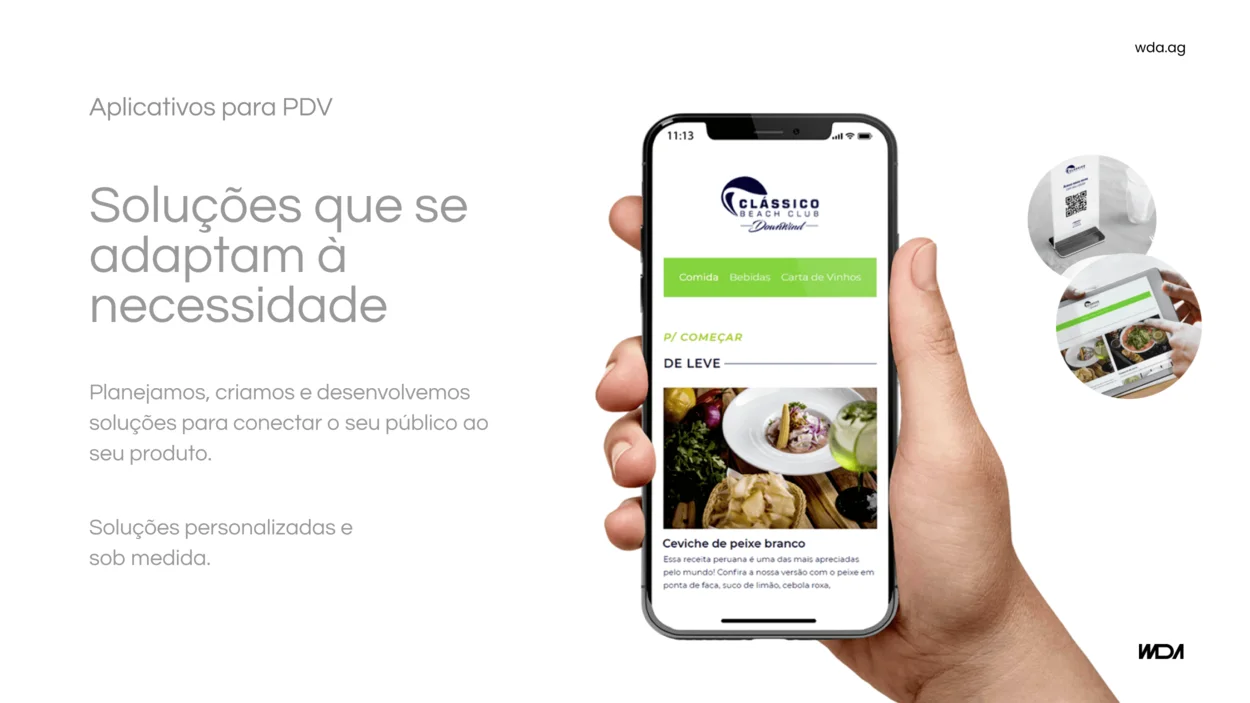 wda.ag
Aplicativos para PDV
Soluções que se
adaptam à
necessidade
Planejamos, criamos e desenvolvemos
soluções para conectar o seu público ao
seu produto.
Soluções personalizadas e
sob medida.
11:13
CLÁSSICO
BEACH CLUB
DownWind
Comida Bebidas Carta de Vinhos
P/ COMEÇAR
DE LEVE
Ceviche de peixe branco
Essa receita peruana é uma das mais apreciadas
pelo mundo! Confira a nossa versão com o peixe em
ponta de faca, suco de limão, cebola roxa,
WDA